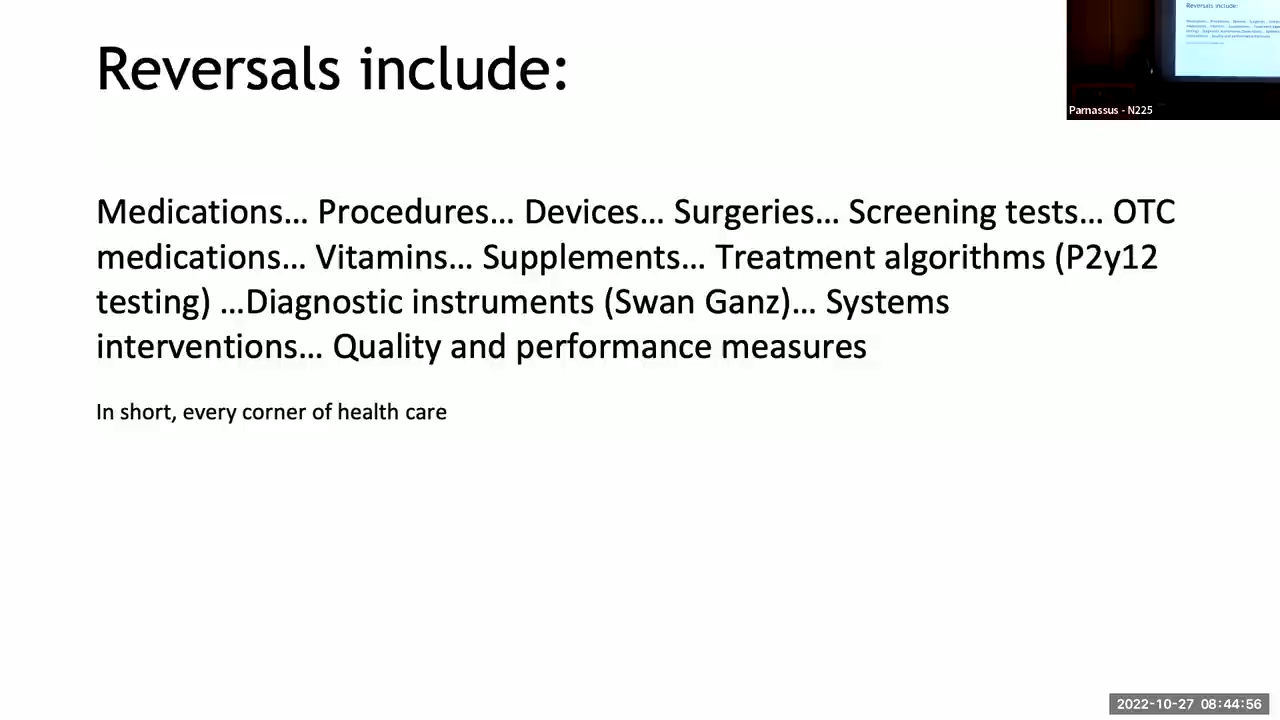 Reversals include:
Medications… Procedures… Devices… Surgeries… Screening tests… OTC
medications… Vitamins… Supplements… Treatment algorithms (P2y12
testing) …Diagnostic instruments (Swan Ganz)… Systems
interventions… Quality and performance measures
In short, every corner of health care
Reversals include:
Parnassus - N225
2022-10-27 08:44:56